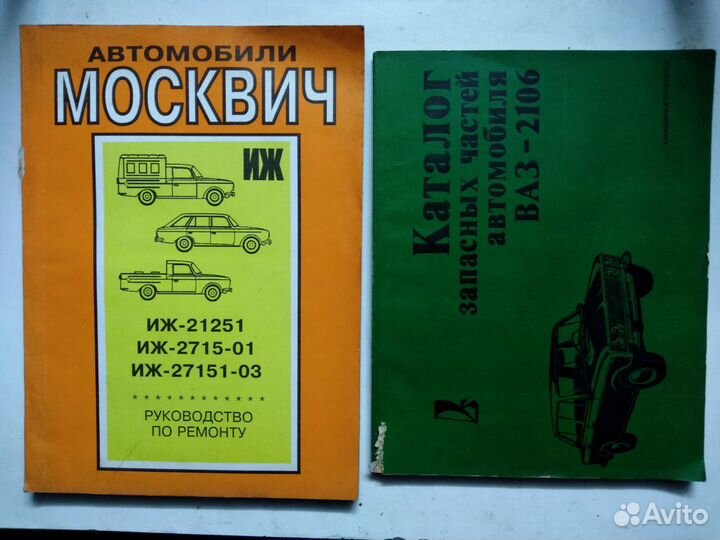 АВТОМОБИЛИ
МОСКВИЧ
ИЖ
ИЖ-21251
ИЖ-2715-01
ИЖ-27151-03
* * * * * * * * * * * *
РУКОВОДСТВО
ПО РЕМОНТУ
Каталог
запасных частей
автомобиля
ВАЗ-2106
Avito